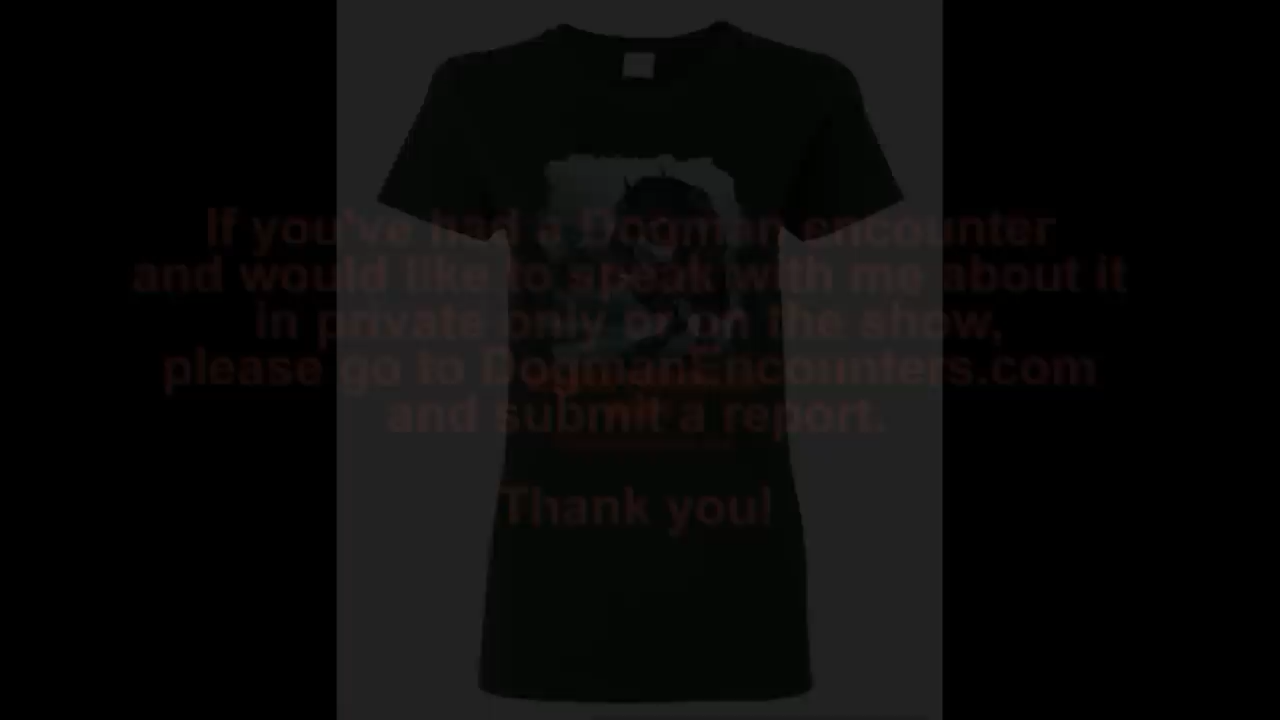 If you've had a Dogman encounter
and would like to speak with me about it
in private only or on the show,
please go to DogmanEncounters.com
and submit a report.
Thank you!